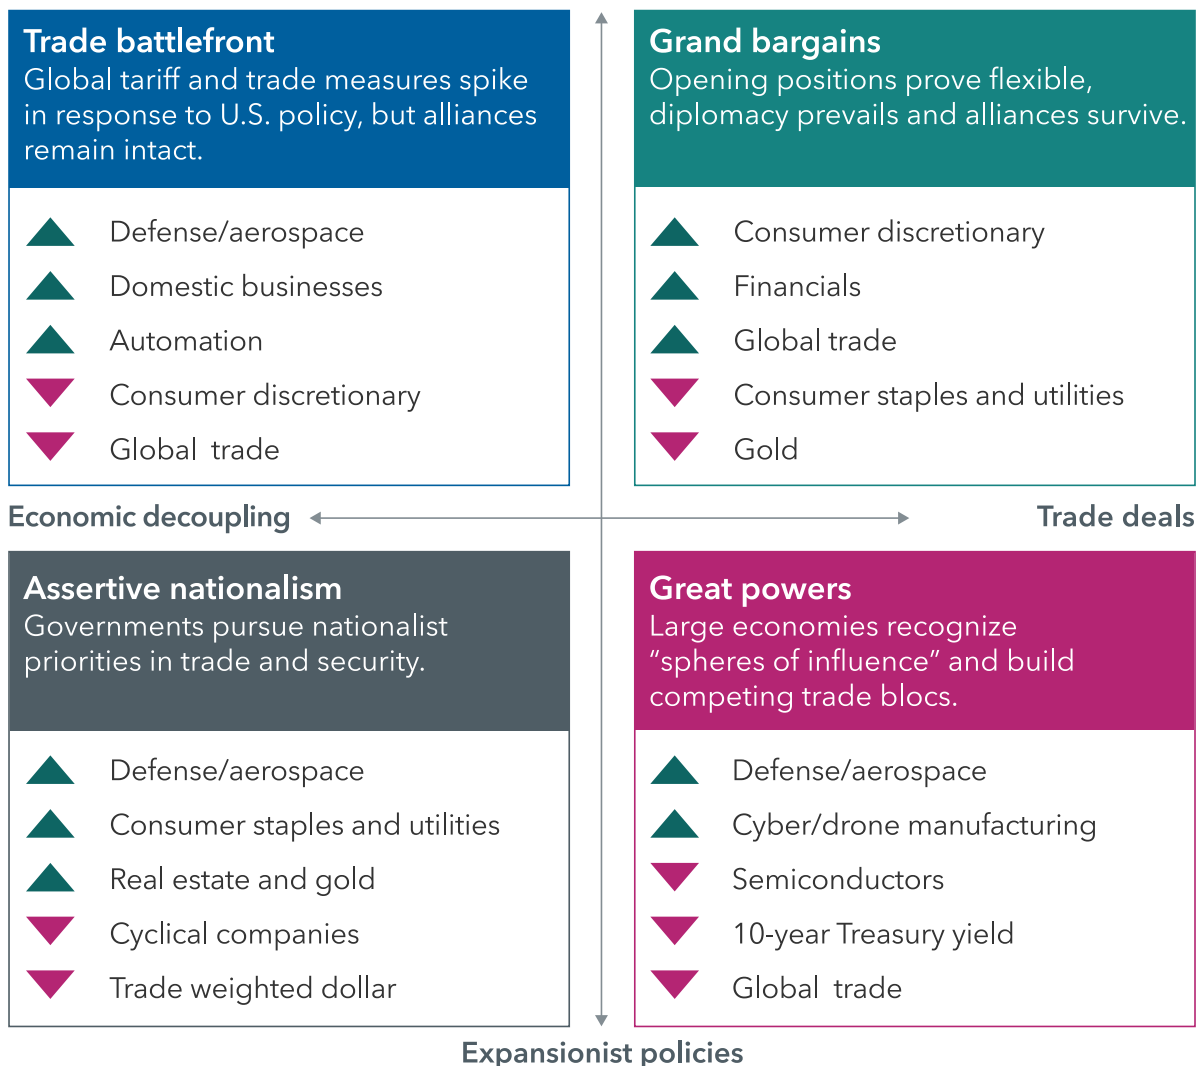 Trade battlefront
Global tariff and trade measures spike
in response to U.S. policy, but alliances
remain intact.
Defense/aerospace
Domestic businesses
Automation
Consumer discretionary
Global trade
Grand bargains
Opening positions prove flexible,
diplomacy prevails and alliances survive.
Consumer discretionary
Financials
Global trade
Consumer staples and utilities
Gold
Economic decoupling
Trade deals
Assertive nationalism
Governments pursue nationalist
priorities in trade and security.
Defense/aerospace
Consumer staples and utilities
Real estate and gold
Cyclical companies
Trade weighted dollar
Great powers
Large economies recognize
“spheres of influence” and build
competing trade blocs.
Defense/aerospace
Cyber/drone manufacturing
Semiconductors
10-year Treasury yield
Global trade
Expansionist policies